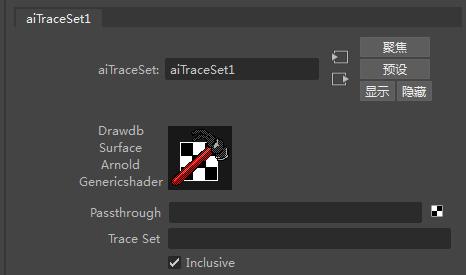 aiTraceSet1
聚焦
aiTraceSet: aiTraceSet1
预设
显示 隐藏
Drawdb
Surface
Arnold
Genericshader
Passthrough
Trace Set
Inclusive